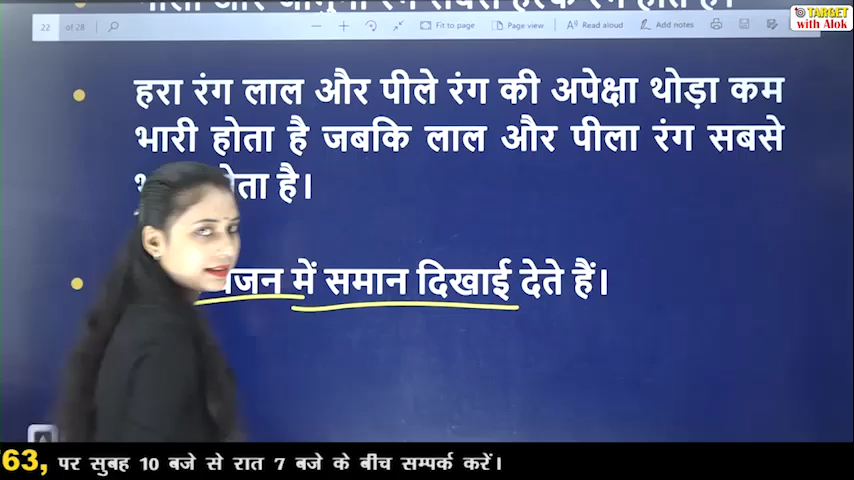 22 of 28 Fit to page Page view Read aloud Add notes
TARGET
with Alok
हरा रंग लाल और पीले रंग की अपेक्षा थोड़ा कम
भारी होता है जबकि लाल और पीला रंग सबसे
होता है।
में समान दिखाई देते हैं।
63, पर सुबह 10 बजे से रात 7 बजे के बीच सम्पर्क करें।